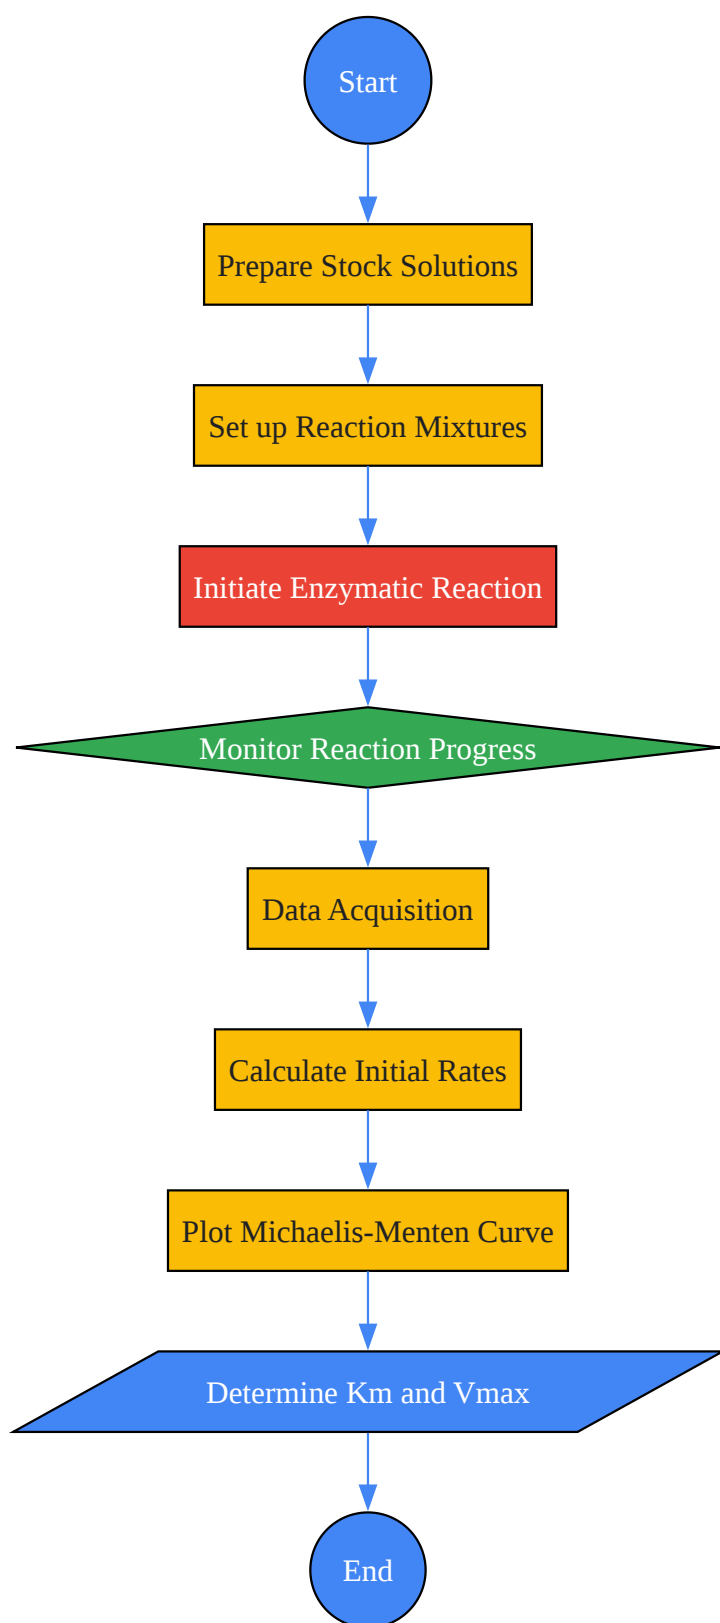 Start
Prepare Stock Solutions
Set up Reaction Mixtures
Initiate Enzymatic Reaction
Monitor Reaction Progress
Data Acquisition
Calculate Initial Rates
Plot Michaelis-Menten Curve
Determine Km and Vmax
End